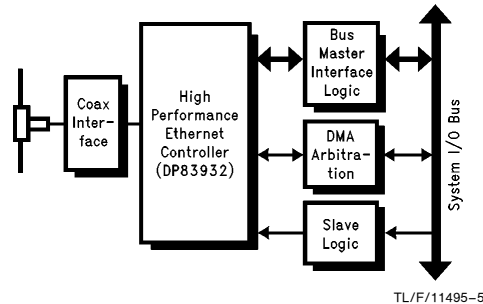 Coax
Inter-
face
High
Performance
Ethernet
Controller
(DP83932)
Bus
Master
Interface
Logic
DMA
Arbitra-
tion
Slave
Logic
System I/O Bus
TL/F/11495-5